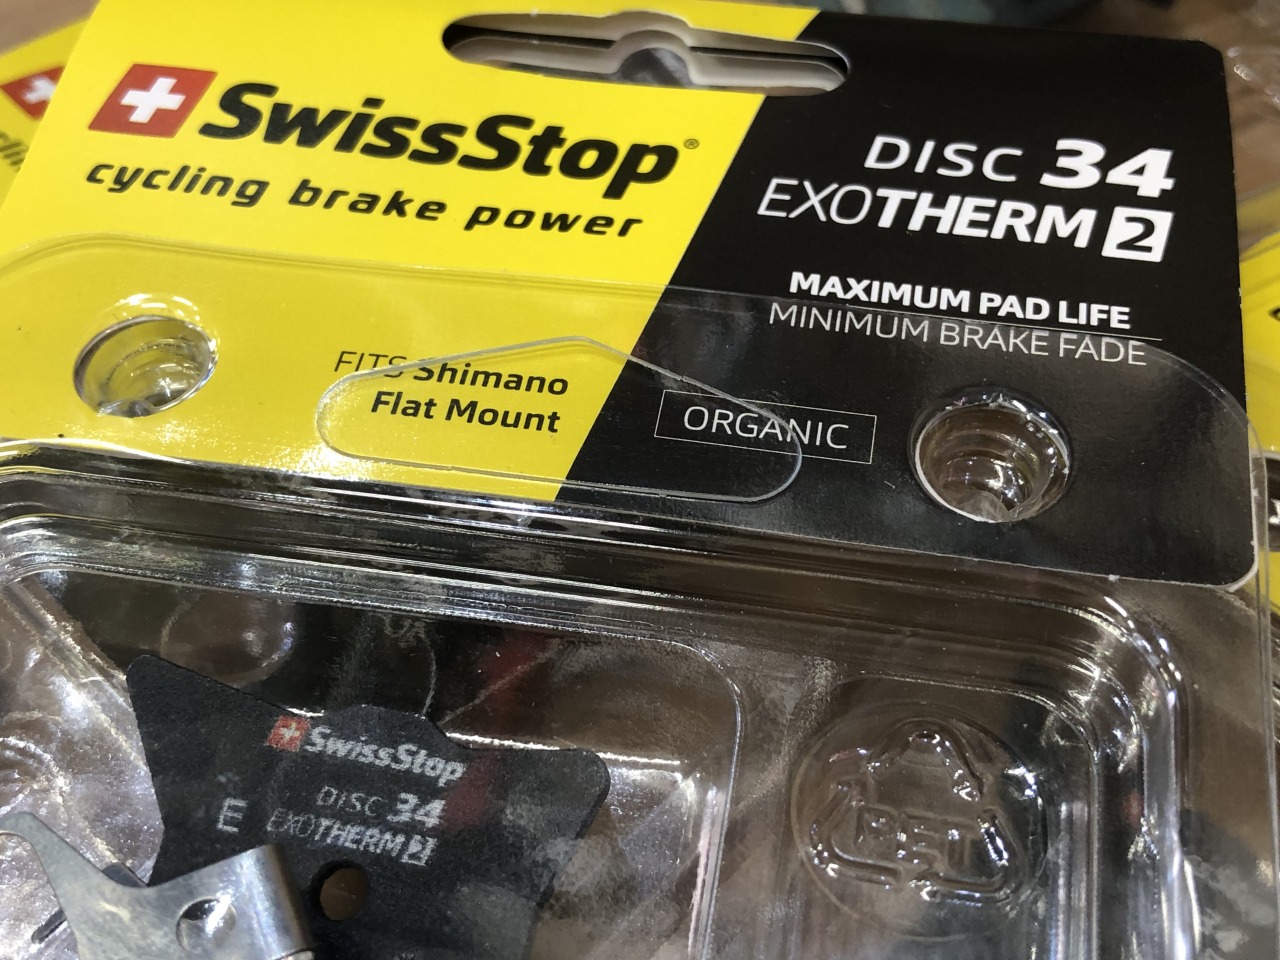 SwissStop®
cycling brake power
DISC 34
EXOTHERM 2
MAXIMUM PAD LIFE
MINIMUM BRAKE FADE
FITS Shimano
Flat Mount
ORGANIC
SwissStop
DISC 34
E EXOTHERM 2
PET